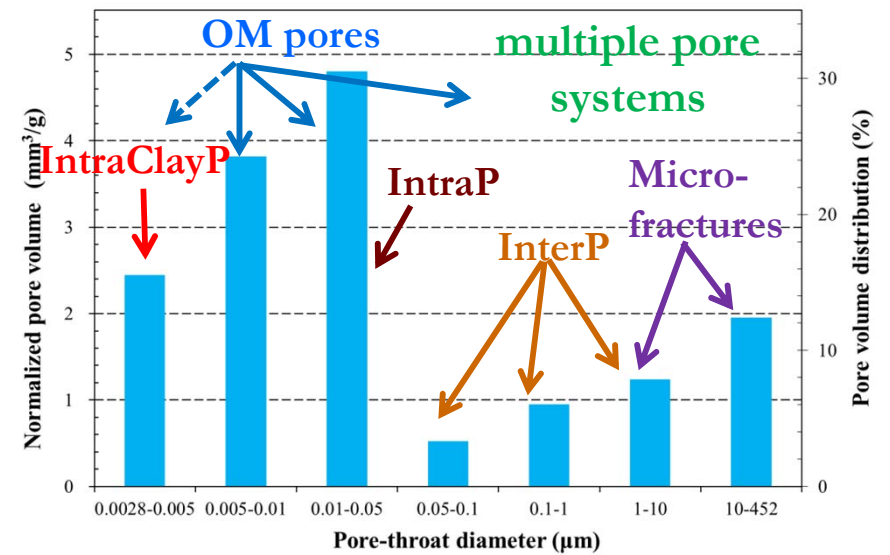 OM pores
multiple pore
systems
IntraClayP
IntraP
Micro-
fractures
InterP
Normalized pore volume (mm³/g)
5
4
3
2
1
0
Pore volume distribution (%)
30
20
10
0
0.0028-0.005 0.005-0.01 0.01-0.05 0.05-0.1 0.1-1 1-10 10-452
Pore-throat diameter (µm)